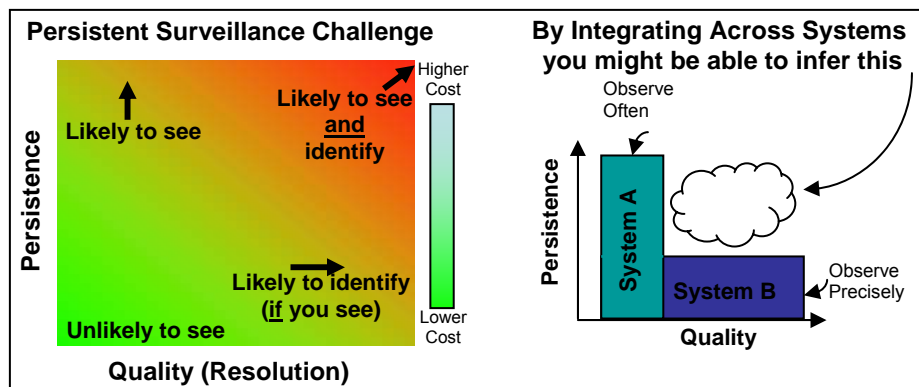 Persistent Surveillance Challenge
Likely to see
Likely to see
and
identify
Likely to identify
(if you see)
Unlikely to see
Persistence
Quality (Resolution)
Higher
Cost
Lower
Cost
By Integrating Across Systems
you might be able to infer this
Observe
Often
Persistence
System A
System B
Observe
Precisely
Quality